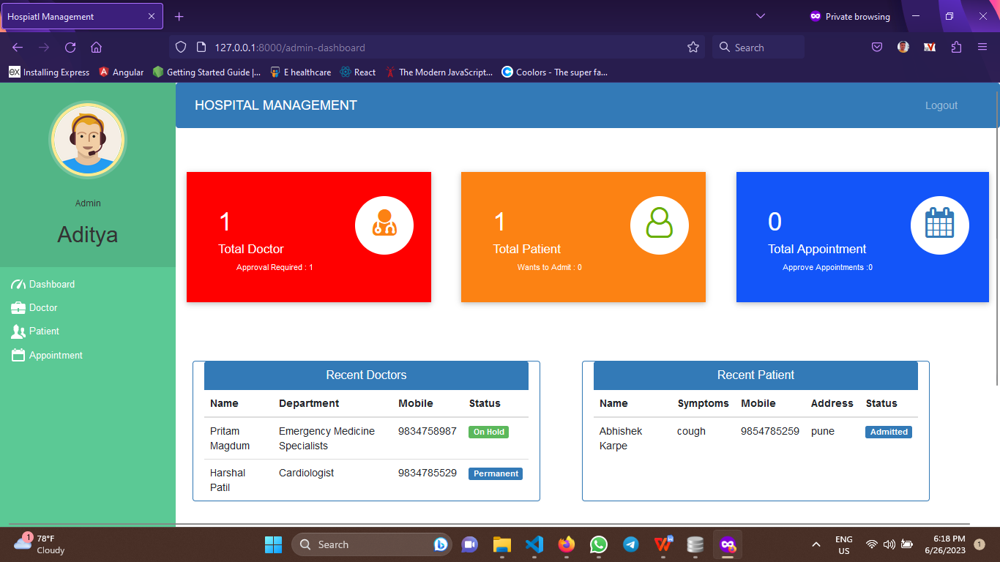 Hospiatl Management
Private browsing
127.0.0.1:8000/admin-dashboard
Search
Installing Express
Angular
Getting Started Guide |...
E healthcare
React
The Modern JavaScript...
Coolors - The super fa...
HOSPITAL MANAGEMENT
Logout
Admin
Aditya
Dashboard
Doctor
Patient
Appointment
1
Total Doctor
Approval Required : 1
1
Total Patient
Wants to Admit : 0
0
Total Appointment
Approve Appointments :0
Recent Doctors
Name Department Mobile Status
Pritam Magdum Emergency Medicine Specialists 9834758987 On Hold
Harshal Patil Cardiologist 9834785529 Permanent
Recent Patient
Name Symptoms Mobile Address Status
Abhishek Karpe cough 9854785259 pune Admitted
1
78°F
Cloudy
Search
ENG
US
6:18 PM
6/26/2023
1